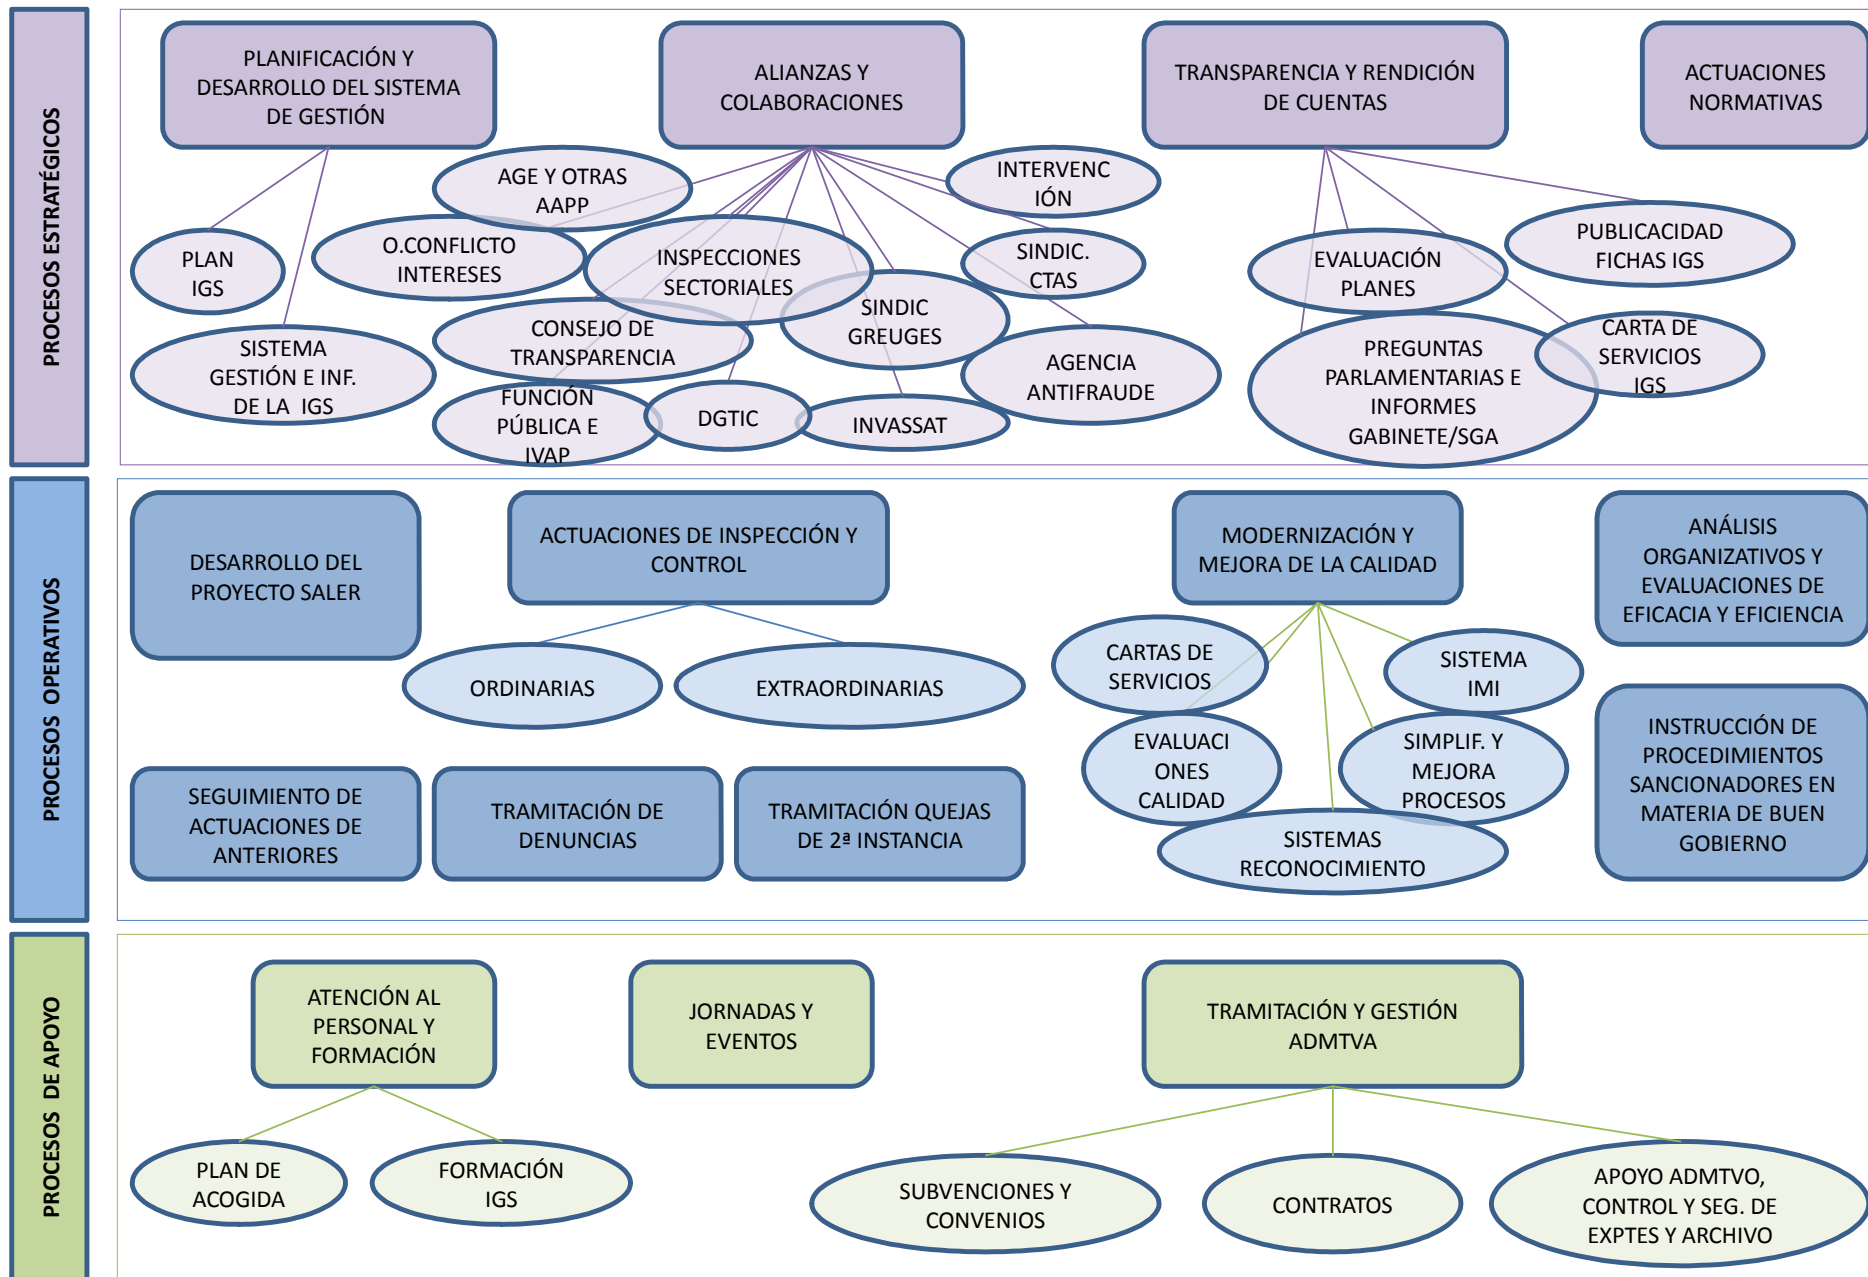 PROCESOS ESTRATÉGICOS
PLANIFICACIÓN Y
DESARROLLO DEL SISTEMA
DE GESTIÓN
ALIANZAS Y
COLABORACIONES
TRANSPARENCIA Y RENDICIÓN
DE CUENTAS
ACTUACIONES
NORMATIVAS
PLAN
IGS
SISTEMA
GESTIÓN E INF.
DE LA IGS
AGE Y OTRAS
AAPP
O.CONFLICTO
INTERESES
INSPECCIONES
SECTORIALES
CONSEJO DE
TRANSPARENCIA
FUNCIÓN
PÚBLICA E
IVAP
DGTIC
INVASSAT
SINDIC
GREUGES
INTERVENC
IÓN
SINDIC.
CTAS
AGENCIA
ANTIFRAUDE
EVALUACIÓN
PLANES
PUBLICACIDAD
FICHAS IGS
PREGUNTAS
PARLAMENTARIAS E
INFORMES
GABINETE/SGA
CARTA DE
SERVICIOS
IGS
PROCESOS OPERATIVOS
DESARROLLO DEL
PROYECTO SALER
ACTUACIONES DE INSPECCIÓN Y
CONTROL
MODERNIZACIÓN Y
MEJORA DE LA CALIDAD
ANÁLISIS
ORGANIZATIVOS Y
EVALUACIONES DE
EFICACIA Y EFICIENCIA
ORDINARIAS
EXTRAORDINARIAS
CARTAS DE
SERVICIOS
SISTEMA
IMI
EVALUACI
ONES
CALIDAD
SIMPLIF. Y
MEJORA
PROCESOS
SISTEMAS
RECONOCIMIENTO
INSTRUCCIÓN DE
PROCEDIMIENTOS
SANCIONADORES EN
MATERIA DE BUEN
GOBIERNO
SEGUIMIENTO DE
ACTUACIONES DE
ANTERIORES
TRAMITACIÓN DE
DENUNCIAS
TRAMITACIÓN QUEJAS
DE 2ª INSTANCIA
PROCESOS DE APOYO
ATENCIÓN AL
PERSONAL Y
FORMACIÓN
JORNADAS Y
EVENTOS
TRAMITACIÓN Y GESTIÓN
ADMTVA
PLAN DE
ACOGIDA
FORMACIÓN
IGS
SUBVENCIONES Y
CONVENIOS
CONTRATOS
APOYO ADMTVO,
CONTROL Y SEG. DE
EXPTES Y ARCHIVO